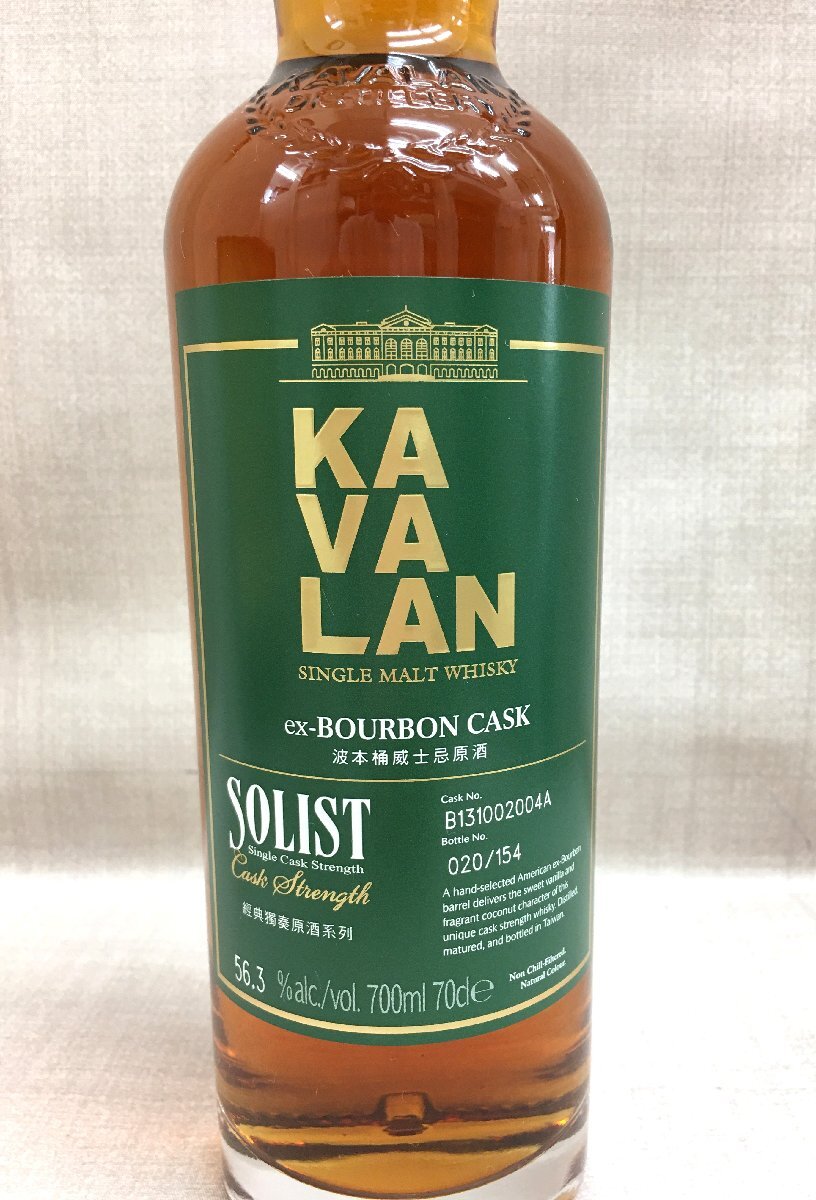 KAVALAN
DISTILLERY
KA
VA
LAN
SINGLE MALT WHISKY
ex-BOURBON CASK
波本桶威士忌原酒
SOLIST
Single Cask Strength
Cask Strength
經典獨奏原酒系列
Cask No.
B131002004A
Bottle No.
020/154
A hand-selected American ex-Bourbon
barrel delivers the sweet vanilla and
fragrant coconut character of this
unique cask strength whisky. Distilled,
matured, and bottled in Taiwan.
56.3 %alc./vol. 700ml 70cl e
Non Chill-Filtered.
Natural Colour.